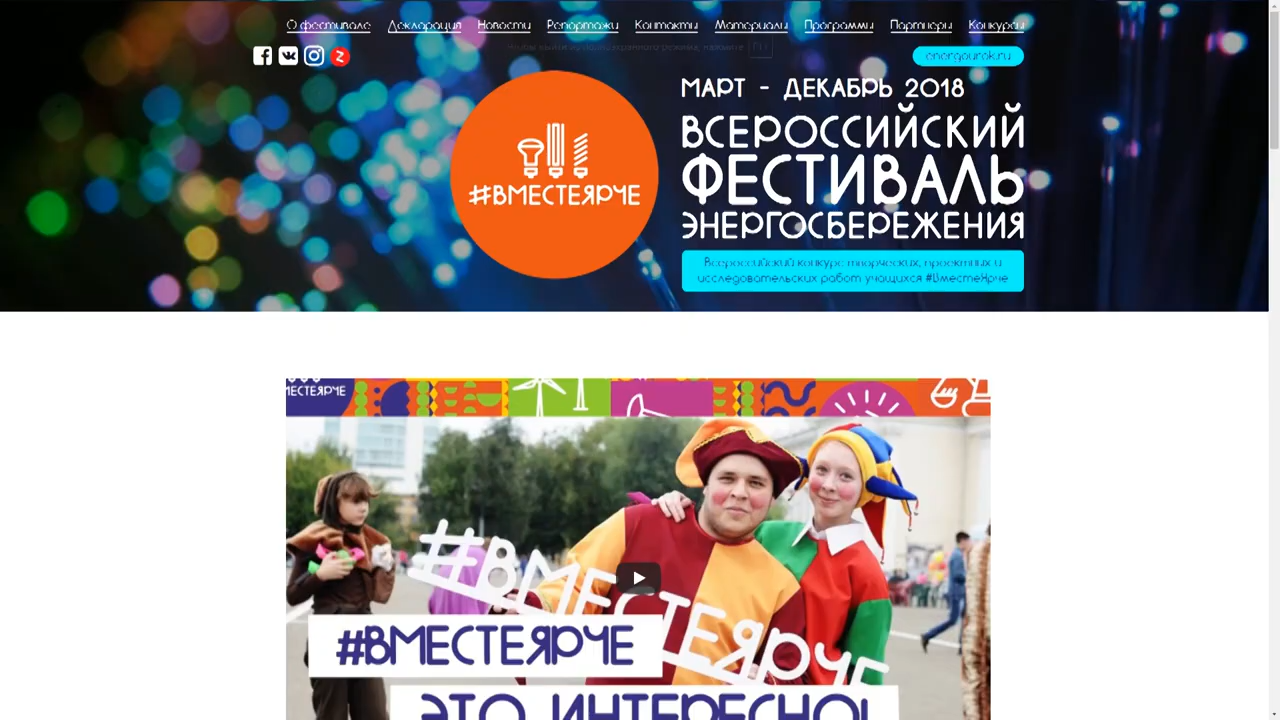 О фестивале Декларация Новости Репортажи Контакты Материалы Программы Партнеры Конкурсы
energourok.ru
МАРТ - ДЕКАБРЬ 2018
ВСЕРОССИЙСКИЙ
ФЕСТИВАЛЬ
ЭНЕРГОСБЕРЕЖЕНИЯ
#ВМЕСТЕЯРЧЕ
Всероссийский конкурс творческих, проектных и
исследовательских работ учащихся #ВместеЯрче
МЕСТЕЯРЧЕ
#ВМЕСТЕЯРЧЕ
#ВМЕСТЕЯРЧЕ
ЭТО ИНТЕРЕСНО!